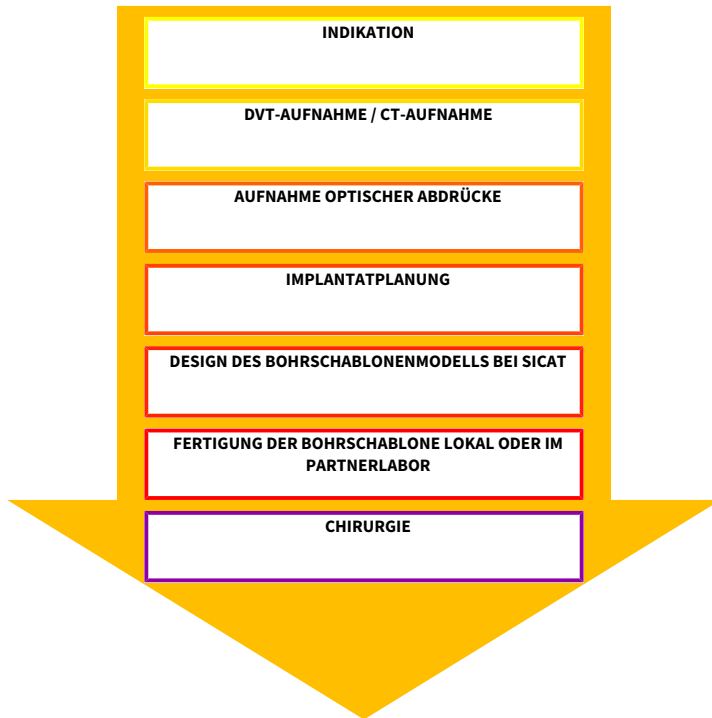 INDIKATION
DVT-AUFNAHME / CT-AUFNAHME
AUFNAHME OPTISCHER ABDRÜCKE
IMPLANTATPLANUNG
DESIGN DES BOHRSCHABLONENMODELLS BEI SICAT
FERTIGUNG DER BOHRSCHABLONE LOKAL ODER IM
PARTNERLABOR
CHIRURGIE